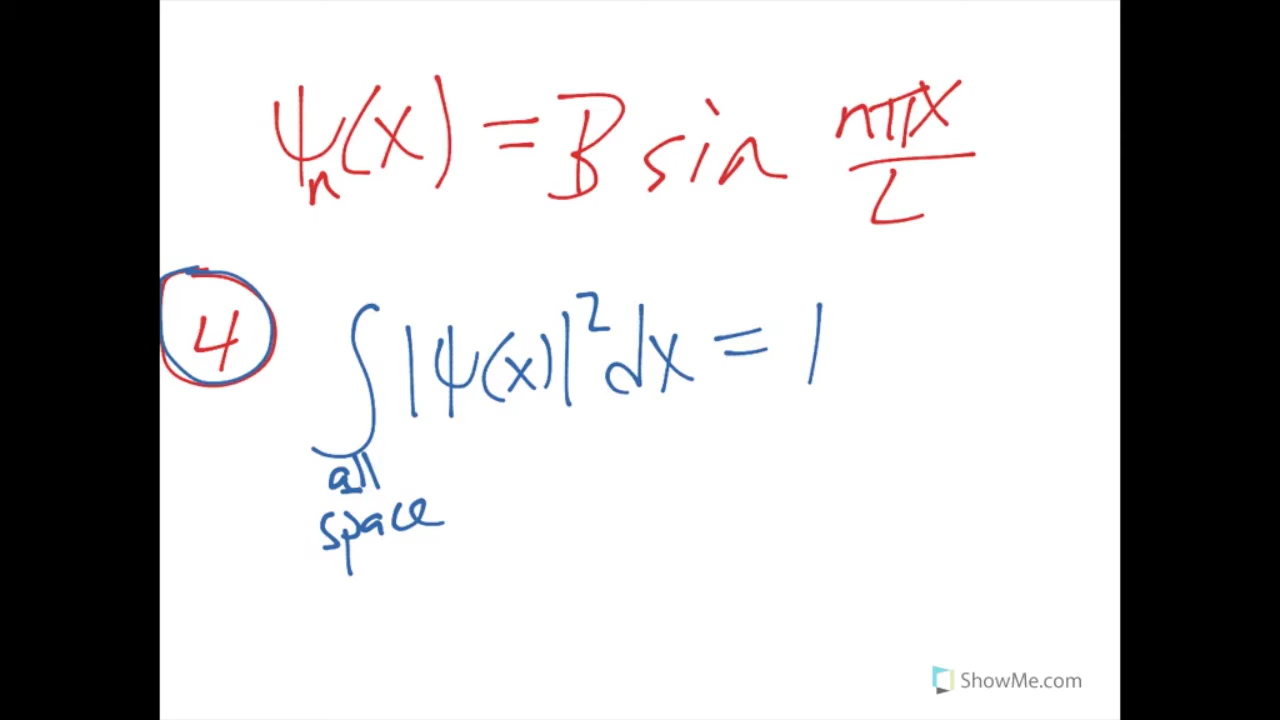 ψₙ(x) = B sin nπx/L
4 ∫ |ψ(x)|² dx = 1
all
space
ShowMe.com